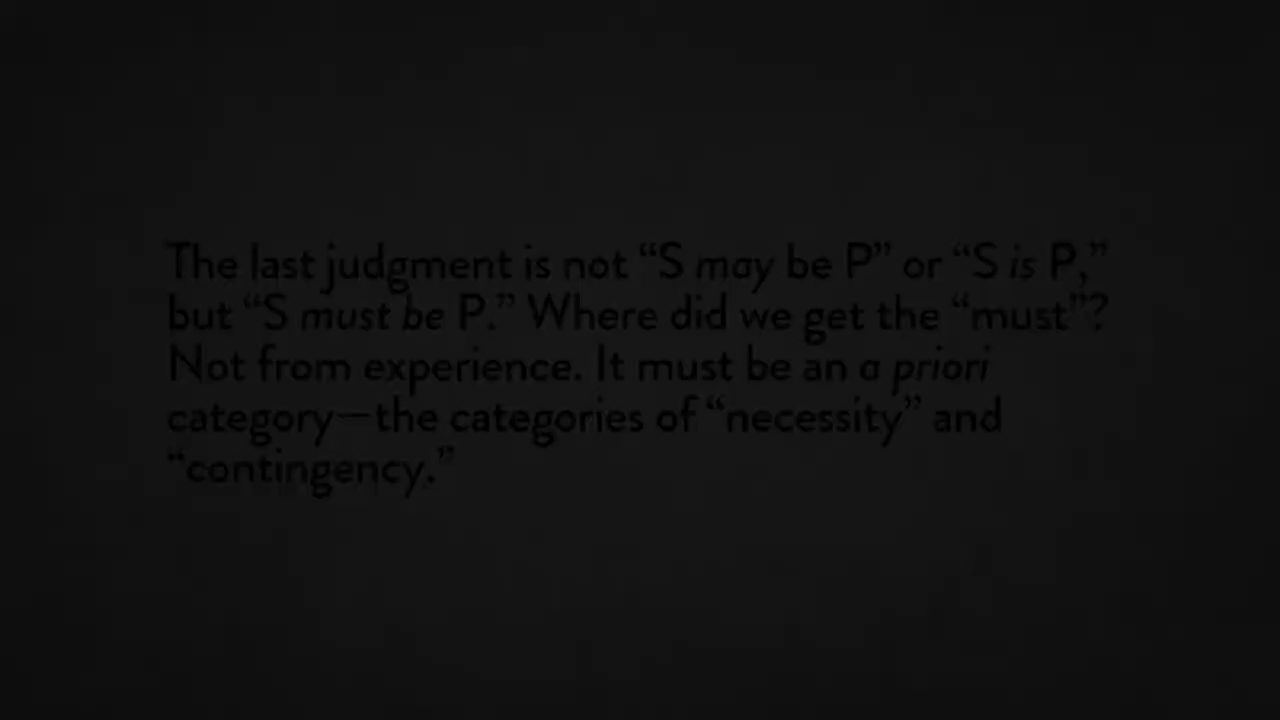 The last judgment is not “S may be P” or “S is P,”
but “S must be P.” Where did we get the “must”?
Not from experience. It must be an a priori
category—the categories of “necessity” and
“contingency.”